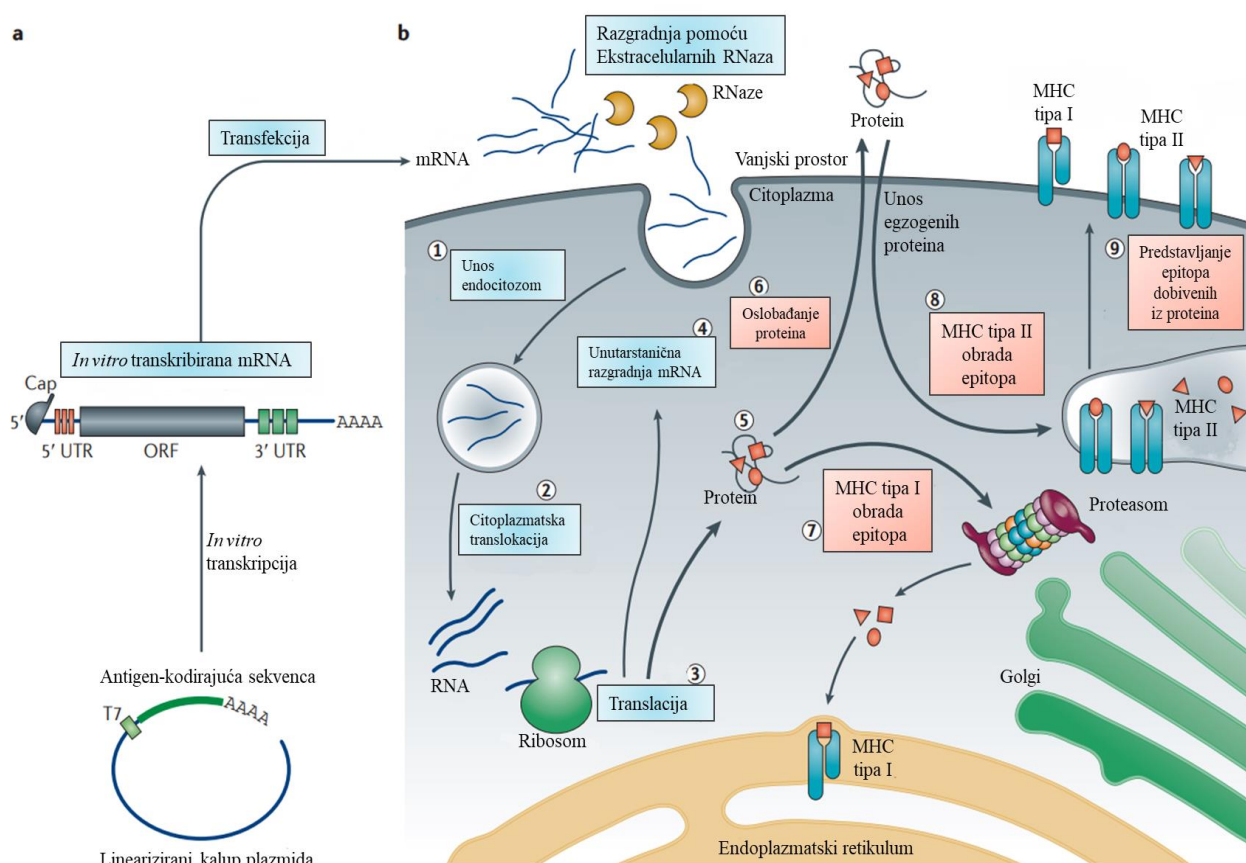 a
Transfekcija
In vitro transkribirana mRNA
Cap
5'
AAAA
5' UTR
ORF
3' UTR
In vitro
transkripcija
Antigen-kodirajuća sekvenca
T7
AAAA
Linearizirani kalup plazmida
b
Razgradnja pomoću
Ekstracelularnih RNaza
RNaze
mRNA
Protein
Vanjski prostor
Citoplazma
Unos
egzogenih
proteina
MHC
tipa I
MHC
tipa II
1
Unos
endocitozom
2
Citoplazmatska
translokacija
RNA
Ribosom
3
Translacija
4
Unutarstanična
razgradnja mRNA
5
Protein
6
Oslobađanje
proteina
7
MHC tipa I
obrada
epitopa
8
MHC tipa II
obrada
epitopa
9
Predstavljanje
epitopa
dobivenih
iz proteina
MHC
tipa II
Proteasom
Golgi
MHC
tipa I
Endoplazmatski retikulum